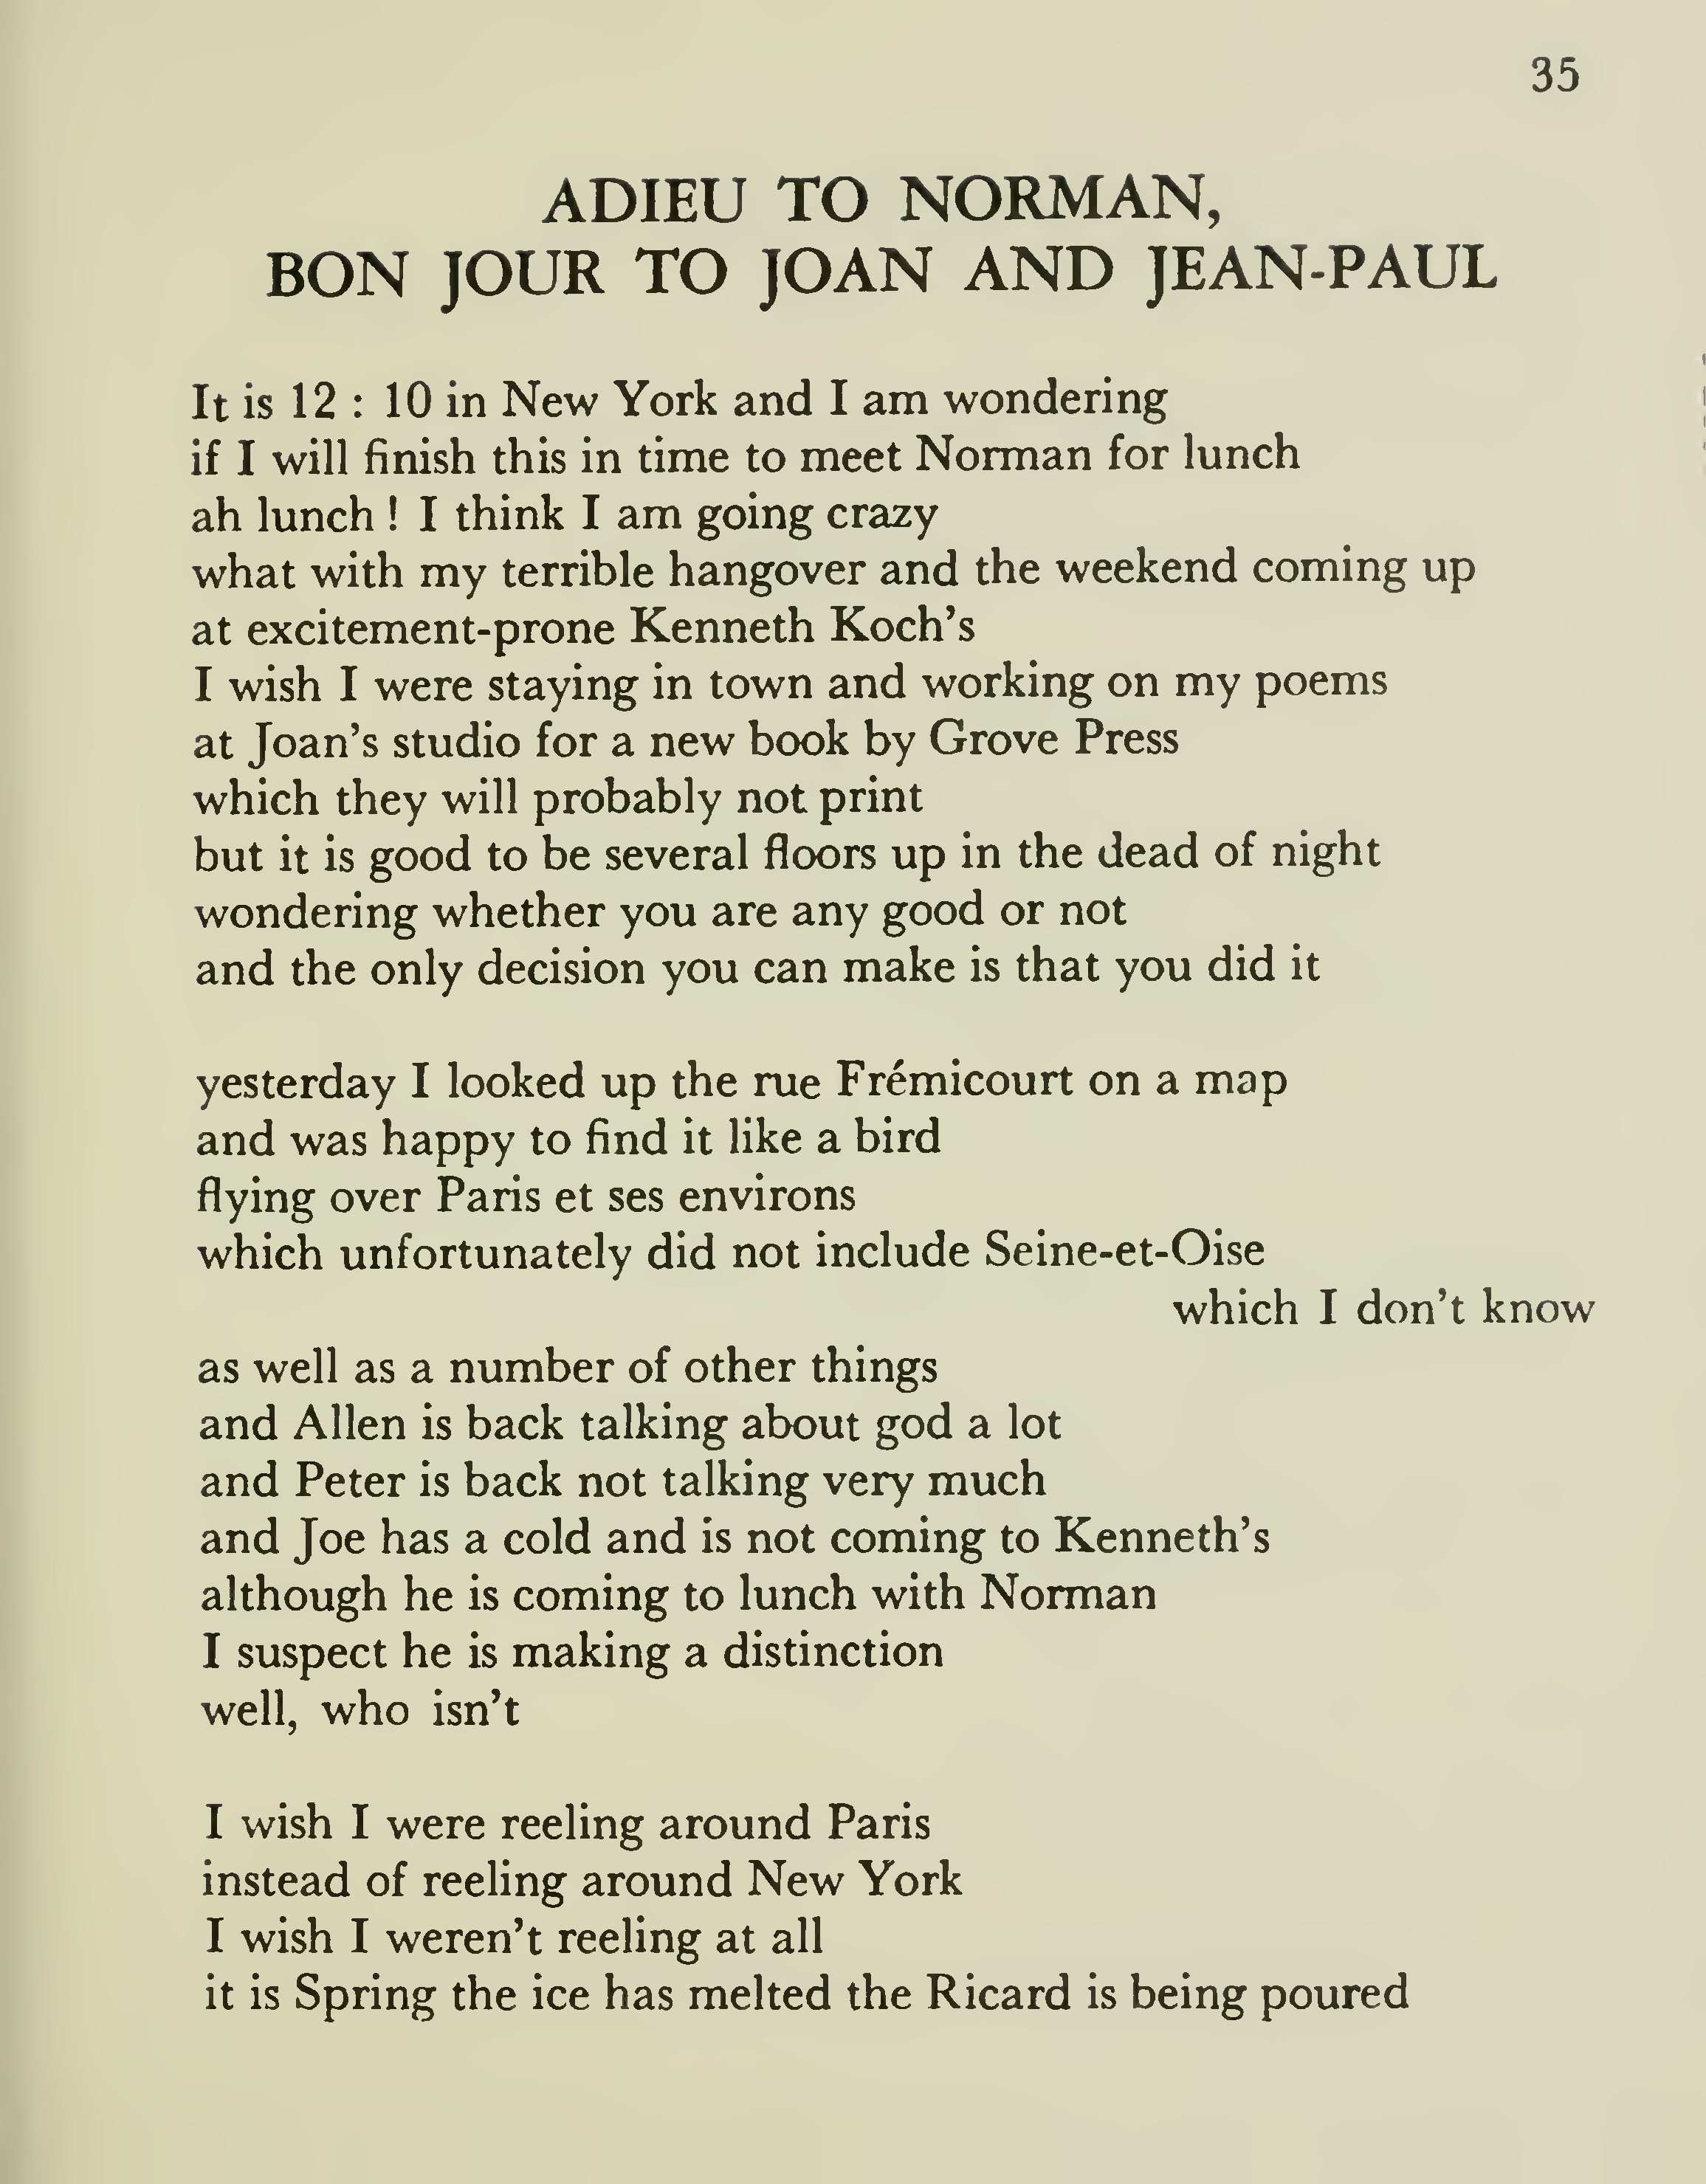 35
ADIEU TO NORMAN,
BON JOUR TO JOAN AND JEAN-PAUL
It is 12 : 10 in New York and I am wondering
if I will finish this in time to meet Norman for lunch
ah lunch ! I think I am going crazy
what with my terrible hangover and the weekend coming up
at excitement-prone Kenneth Koch's
I wish I were staying in town and working on my poems
at Joan's studio for a new book by Grove Press
which they will probably not print
but it is good to be several floors up in the dead of night
wondering whether you are any good or not
and the only decision you can make is that you did it
yesterday I looked up the rue Frémicourt on a map
and was happy to find it like a bird
flying over Paris et ses environs
which unfortunately did not include Seine-et-Oise
which I don't know
as well as a number of other things
and Allen is back talking about god a lot
and Peter is back not talking very much
and Joe has a cold and is not coming to Kenneth's
although he is coming to lunch with Norman
I suspect he is making a distinction
well, who isn't
I wish I were reeling around Paris
instead of reeling around New York
I wish I weren't reeling at all
it is Spring the ice has melted the Ricard is being poured